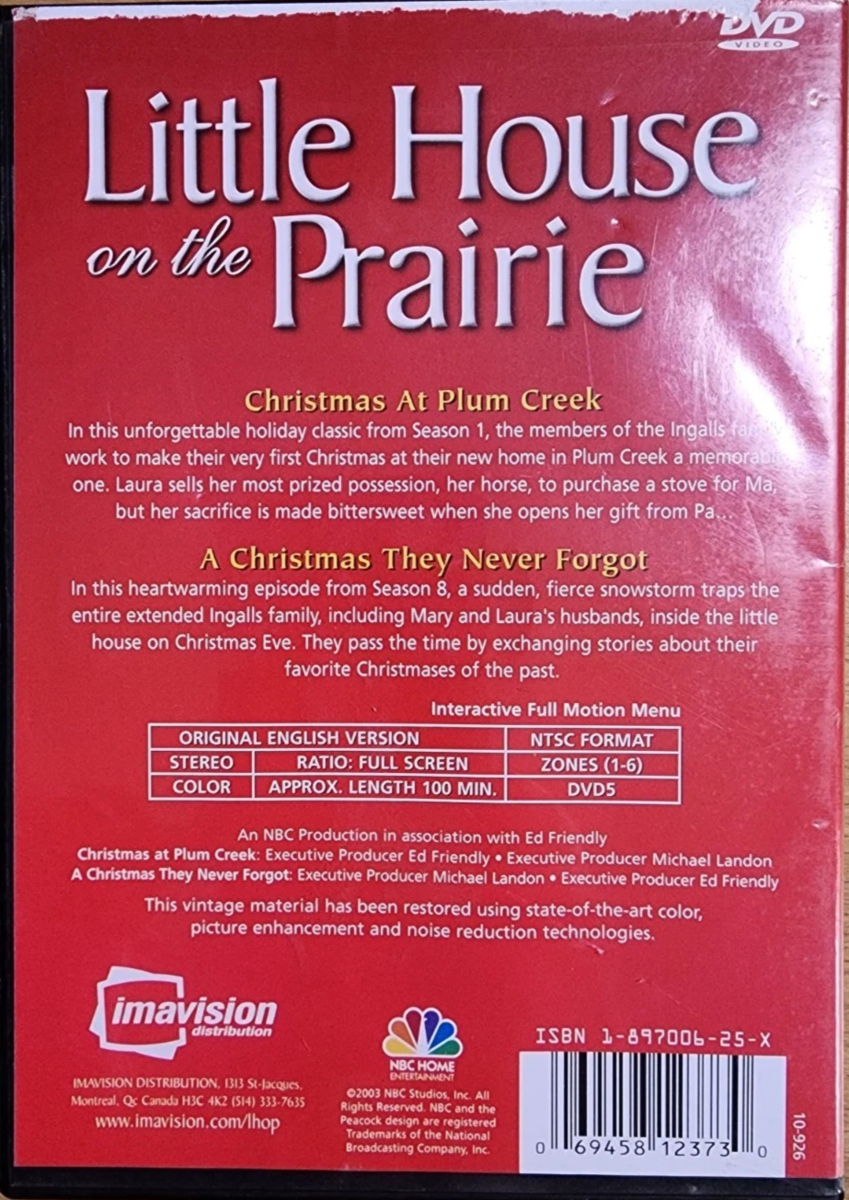 DVD
VIDEO
Little House
on the Prairie
Christmas At Plum Creek
In this unforgettable holiday classic from Season 1, the members of the Ingalls
work to make their very first Christmas at their new home in Plum Creek a
one. Laura sells her most prized possession, her horse, to purchase a stove for Ma,
but her sacrifice is made bittersweet when she opens her gift from Pa...
A Christmas They Never Forgot
In this heartwarming episode from Season 8, a sudden, fierce snowstorm traps the
entire extended Ingalls family, including Mary and Laura's husbands, inside the little
house on Christmas Eve. They pass the time by exchanging stories about their
favorite Christmases of the past.
Interactive Full Motion Menu
ORIGINAL ENGLISH VERSION NTSC FORMAT
STEREO RATIO: FULL SCREEN ZONES (1-6)
COLOR APPROX. LENGTH 100 MIN. DVD5
An NBC Production in association with Ed Friendly
Christmas at Plum Creek: Executive Producer Ed Friendly • Executive Producer Michael Landon
A Christmas They Never Forgot: Executive Producer Michael Landon • Executive Producer Ed Friendly
This vintage material has been restored using state-of-the-art color,
picture enhancement and noise reduction technologies.
imavision
distribution
IMAVISION DISTRIBUTION, 1313 St-Jacques,
Montreal, Qc Canada H3C 4K2 (514) 333-7635
www.imavision.com/lhop
NBC HOME
ENTERTAINMENT
©2003 NBC Studios, Inc. All
Rights Reserved. NBC and the
Peacock design are registered
Trademarks of the National
Broadcasting Company, Inc.
ISBN 1-897006-25-X
0 69458 12373 0
10-926